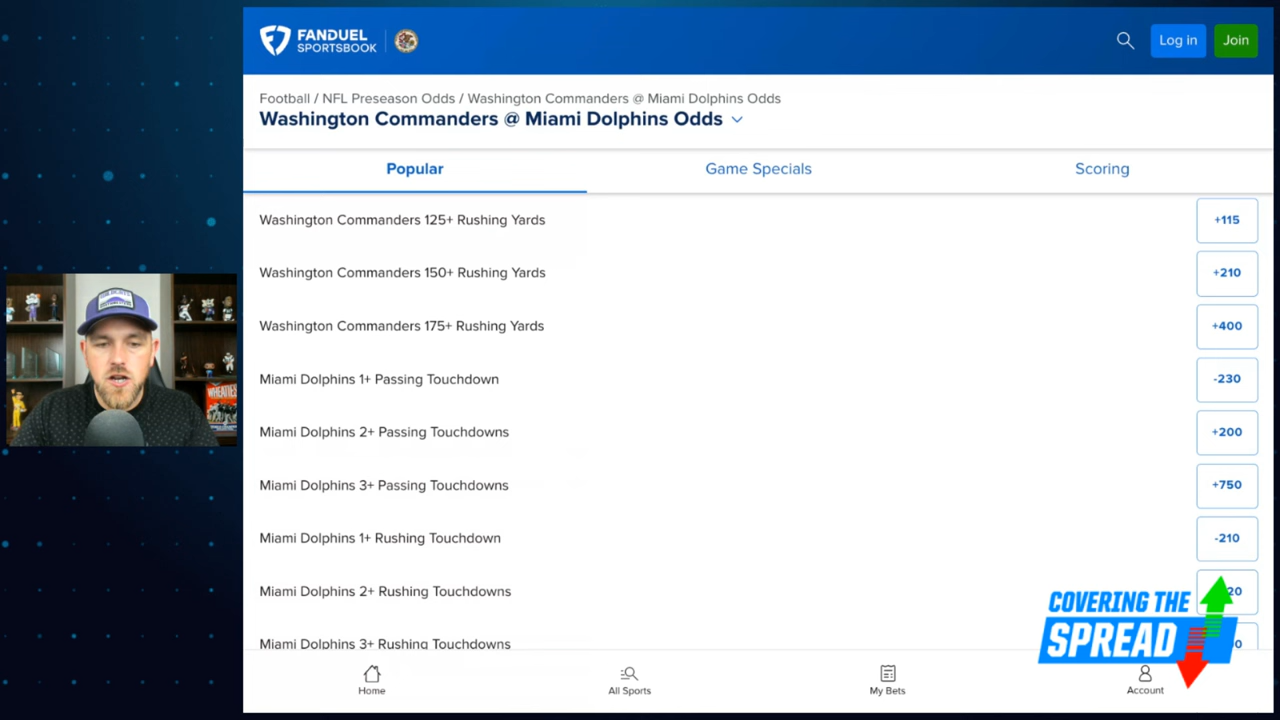 FANDUEL
SPORTSBOOK
Log in
Join
Football / NFL Preseason Odds / Washington Commanders @ Miami Dolphins Odds
Washington Commanders @ Miami Dolphins Odds
Popular
Game Specials
Scoring
Washington Commanders 125+ Rushing Yards
+115
Washington Commanders 150+ Rushing Yards
+210
Washington Commanders 175+ Rushing Yards
+400
Miami Dolphins 1+ Passing Touchdown
-230
Miami Dolphins 2+ Passing Touchdowns
+200
Miami Dolphins 3+ Passing Touchdowns
+750
Miami Dolphins 1+ Rushing Touchdown
-210
Miami Dolphins 2+ Rushing Touchdowns
Miami Dolphins 3+ Rushing Touchdowns
COVERING THE
SPREAD
Home
All Sports
My Bets
Account
WHEATIES